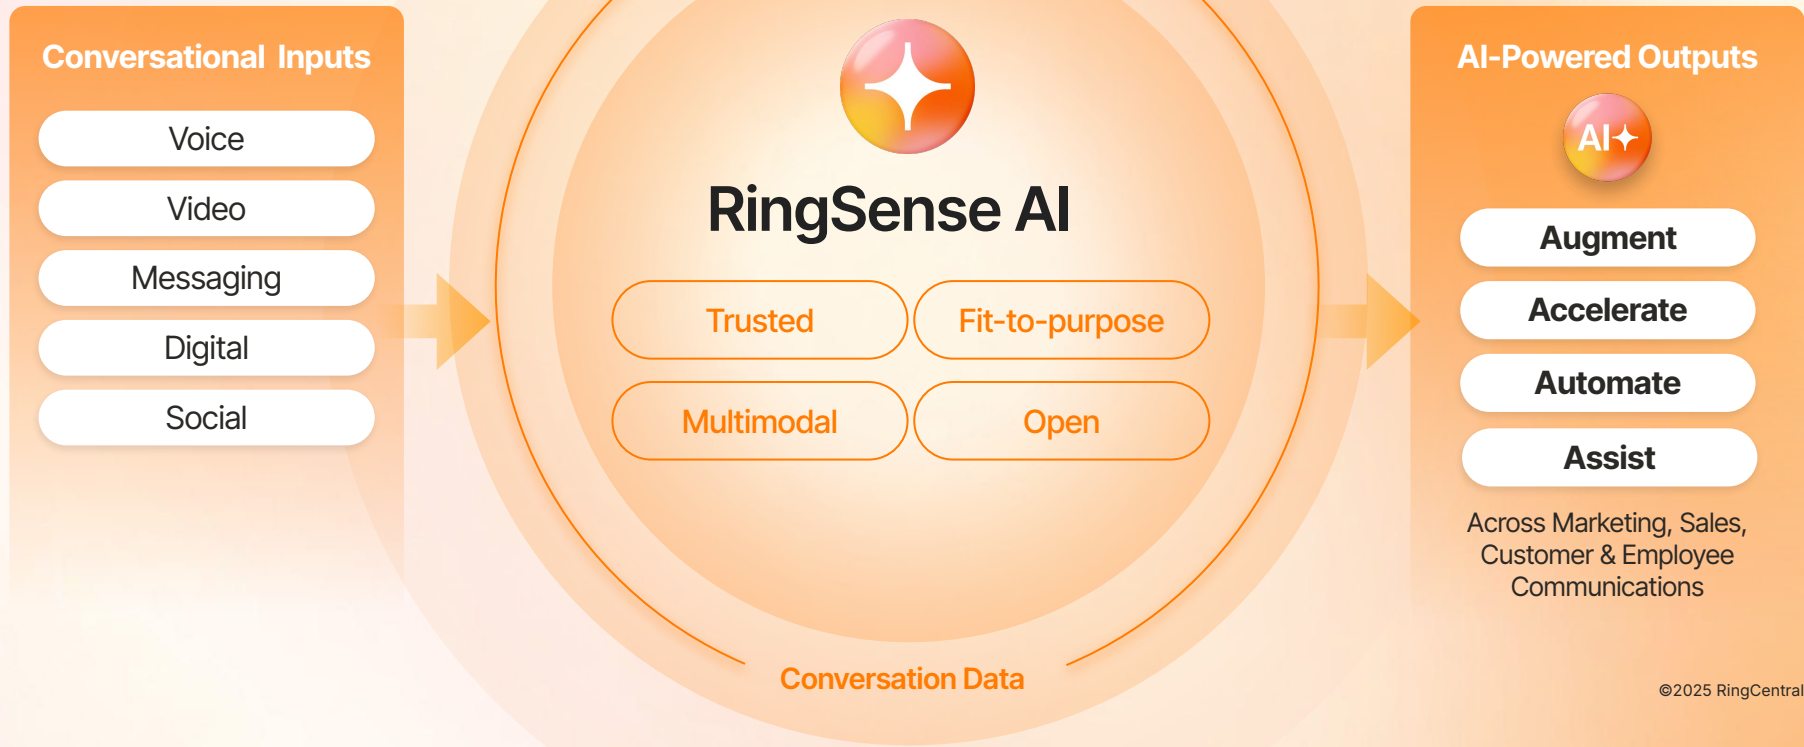 Conversational Inputs
Voice
Video
Messaging
Digital
Social
RingSense AI
Trusted
Fit-to-purpose
Multimodal
Open
Conversation Data
AI-Powered Outputs
AI
Augment
Accelerate
Automate
Assist
Across Marketing, Sales,
Customer & Employee
Communications
©2025 RingCentral